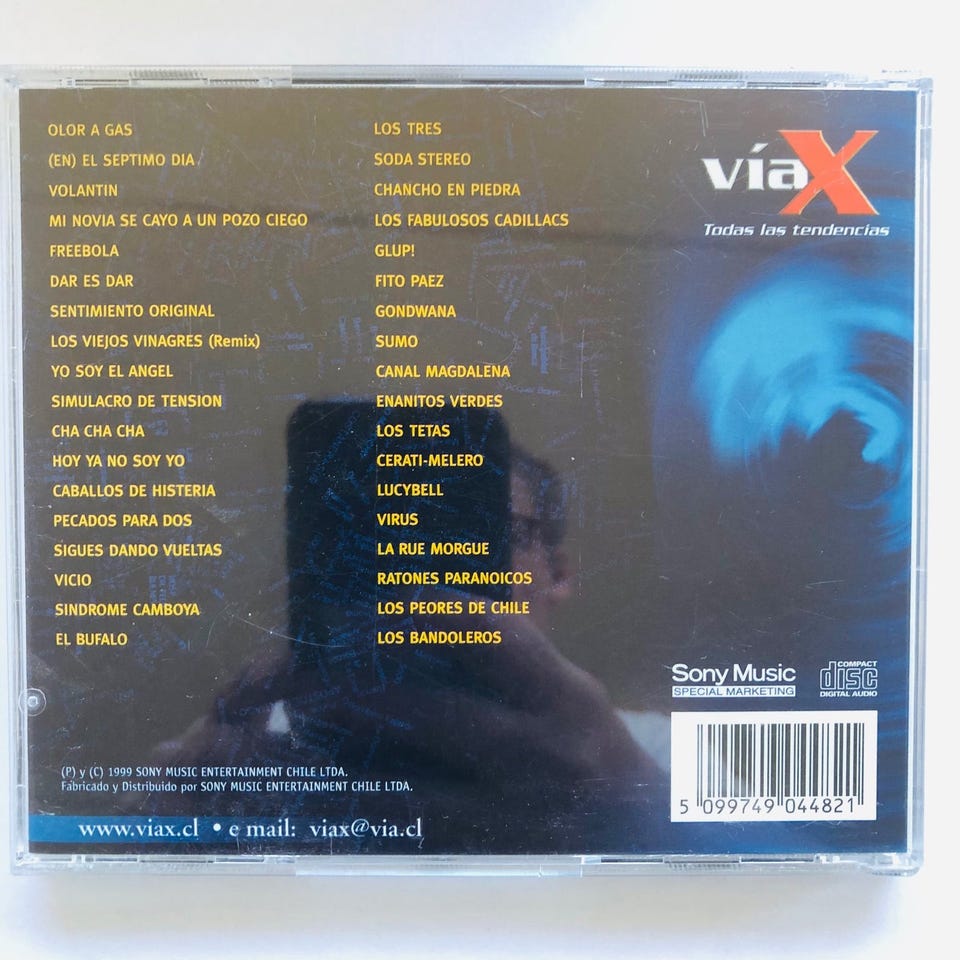 OLOR A GAS LOS TRES
(EN) EL SEPTIMO DIA SODA STEREO
VOLANTIN CHANCHO EN PIEDRA
MI NOVIA SE CAYO A UN POZO CIEGO LOS FABULOSOS CADILLACS
FREEBOLA GLUP!
DAR ES DAR FITO PAEZ
SENTIMIENTO ORIGINAL GONDWANA
LOS VIEJOS VINAGRES (Remix) SUMO
YO SOY EL ANGEL CANAL MAGDALENA
SIMULACRO DE TENSION ENANITOS VERDES
CHA CHA CHA LOS TETAS
HOY YA NO SOY YO CERATI-MELERO
CABALLOS DE HISTERIA LUCYBELL
PECADOS PARA DOS VIRUS
SIGUES DANDO VUELTAS LA RUE MORGUE
VICIO RATONES PARANOICOS
SINDROME CAMBOYA LOS PEORES DE CHILE
EL BUFALO LOS BANDOLEROS
víaX
Todas las tendencias
Sony Music
SPECIAL MARKETING
COMPACT
disc
DIGITAL AUDIO
5 099749 044821
(P) y (C) 1999 SONY MUSIC ENTERTAINMENT CHILE LTDA.
Fabricado y Distribuido por SONY MUSIC ENTERTAINMENT CHILE LTDA.
www.viax.cl • e mail: viax@via.cl